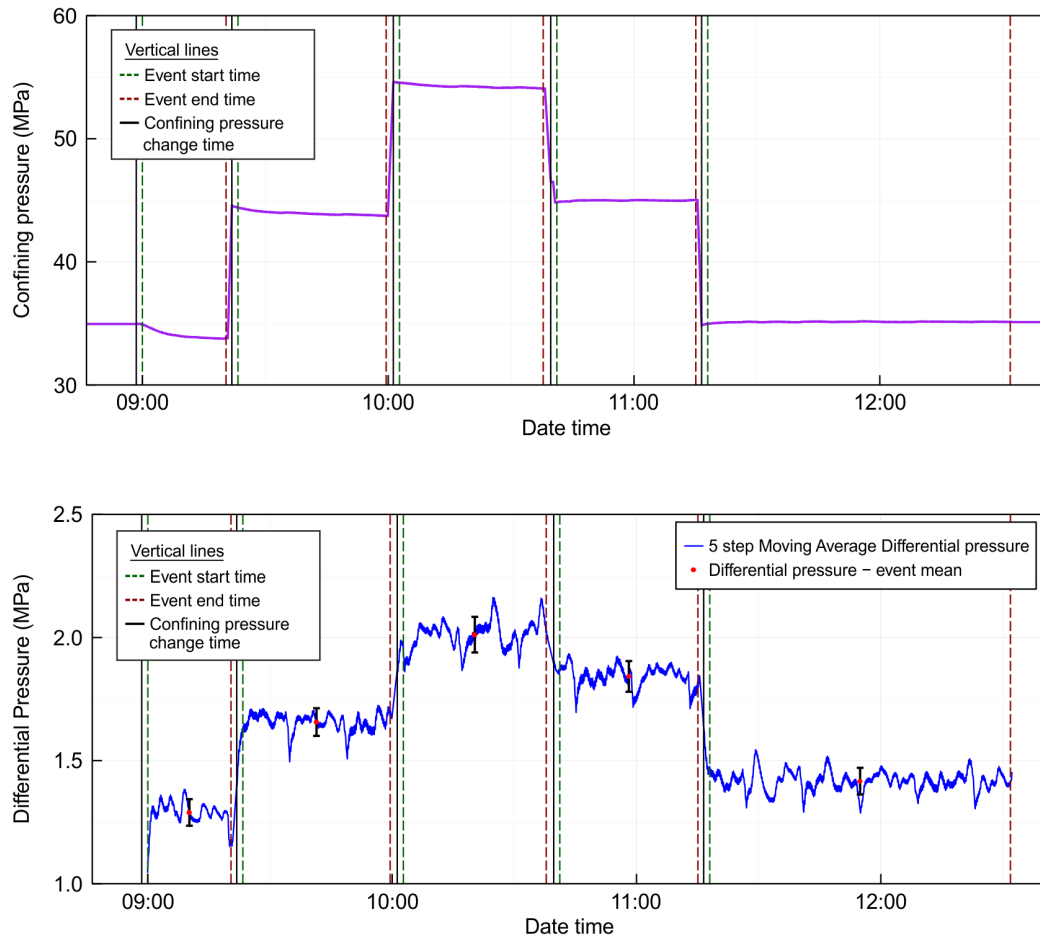 60
50
40
30
Confining pressure (MPa)
Vertical lines
Event start time
Event end time
Confining pressure
change time
09:00 10:00 11:00 12:00
Date time
2.5
2.0
1.5
1.0
Differential Pressure (MPa)
Vertical lines
Event start time
Event end time
Confining pressure
change time
5 step Moving Average Differential pressure
Differential pressure − event mean
09:00 10:00 11:00 12:00
Date time